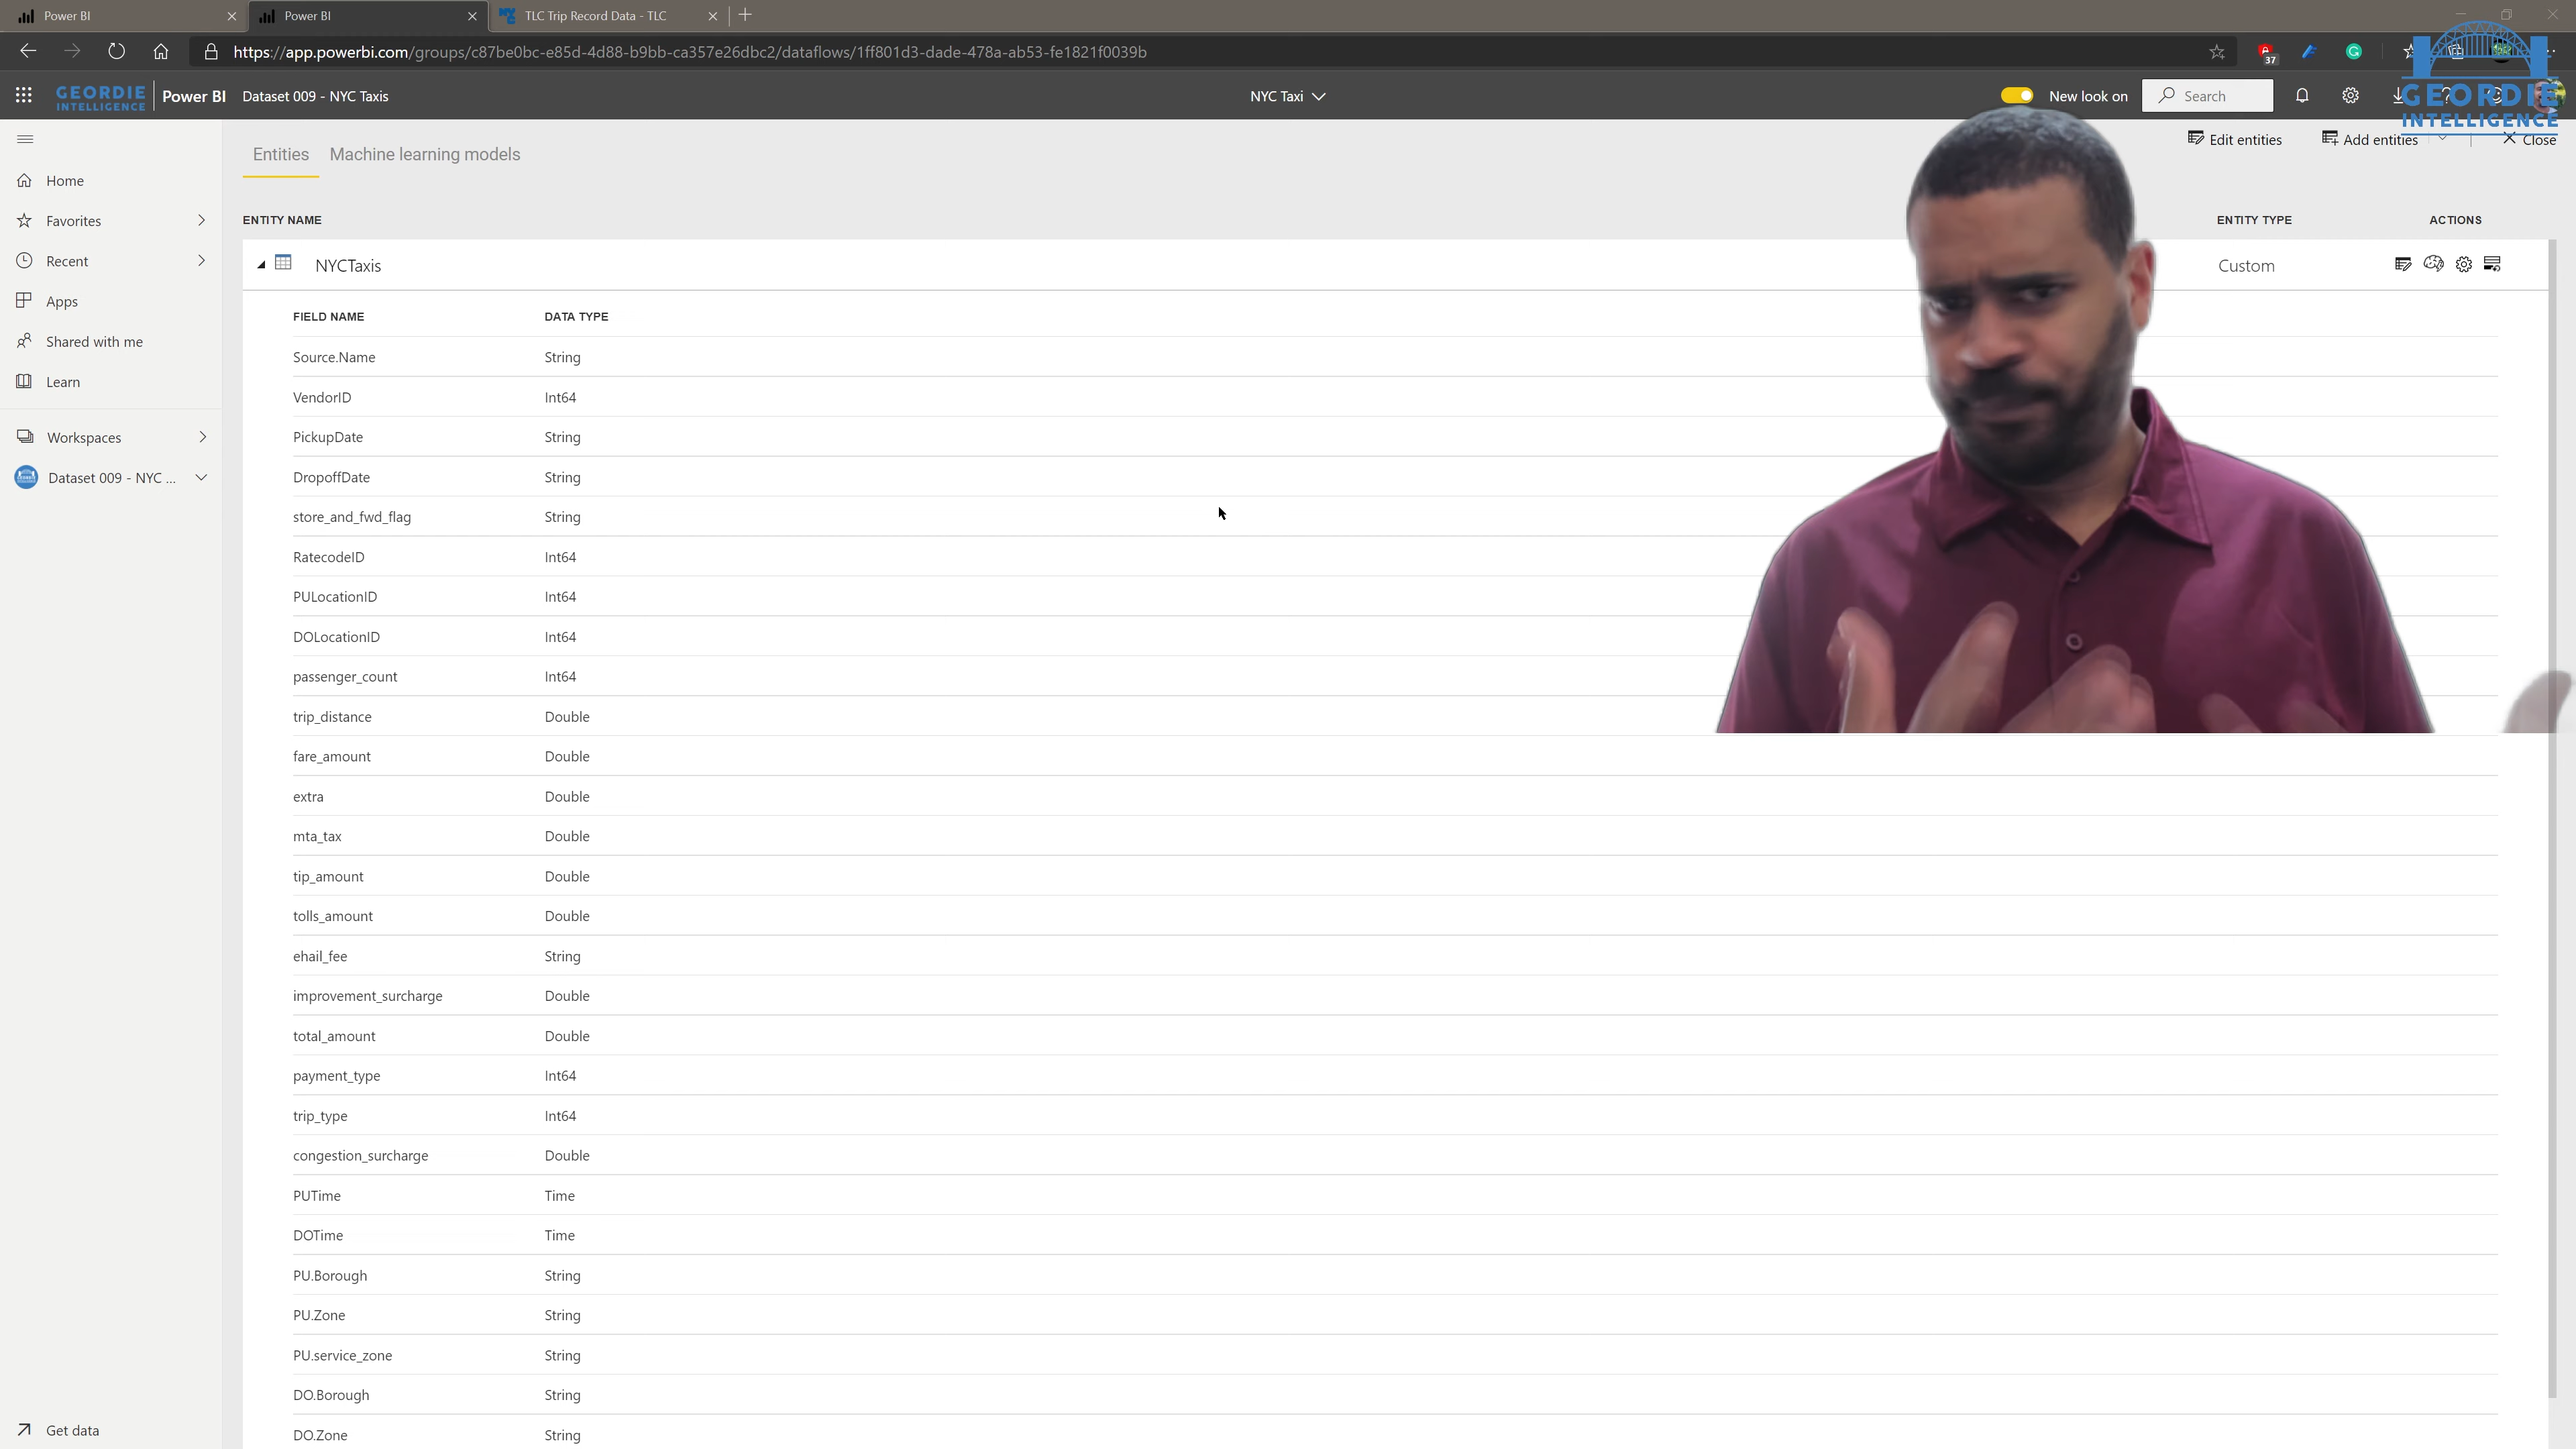 Power BI
Power BI
TLC Trip Record Data - TLC
https://app.powerbi.com/groups/c87be0bc-e85d-4d88-b9bb-ca357e26dbc2/dataflows/1ff801d3-dade-478a-ab53-fe1821f0039b
37
GEORDIE INTELLIGENCE
Power BI
Dataset 009 - NYC Taxis
NYC Taxi
New look on
Search
GEORDIE
INTELLIGENCE
Entities
Machine learning models
Edit entities
Add entities
Close
Home
Favorites
Recent
Apps
Shared with me
Learn
Workspaces
Dataset 009 - NYC ...
Get data
ENTITY NAME
ENTITY TYPE
ACTIONS
NYCTaxis
Custom
FIELD NAME DATA TYPE
Source.Name String
VendorID Int64
PickupDate String
DropoffDate String
store_and_fwd_flag String
RatecodeID Int64
PULocationID Int64
DOLocationID Int64
passenger_count Int64
trip_distance Double
fare_amount Double
extra Double
mta_tax Double
tip_amount Double
tolls_amount Double
ehail_fee String
improvement_surcharge Double
total_amount Double
payment_type Int64
trip_type Int64
congestion_surcharge Double
PUTime Time
DOTime Time
PU.Borough String
PU.Zone String
PU.service_zone String
DO.Borough String
DO.Zone String